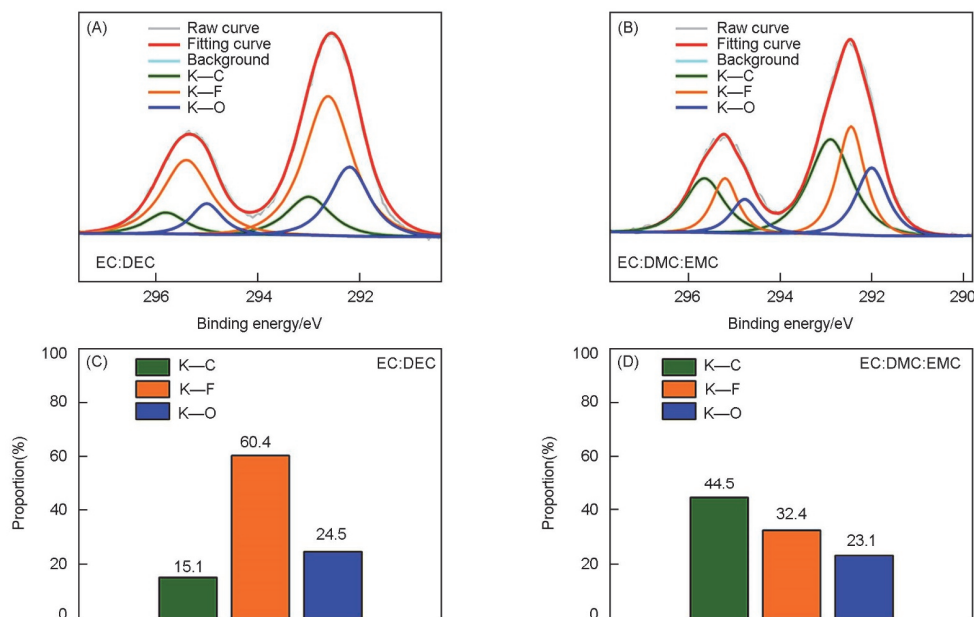 (A)
Raw curve
Fitting curve
Background
K—C
K—F
K—O
EC:DEC
296 294 292
Binding energy/eV
(B)
Raw curve
Fitting curve
Background
K—C
K—F
K—O
EC:DMC:EMC
296 294 292 290
Binding energy/eV
(C)
K—C
K—F
K—O
EC:DEC
100
80
60
40
20
0
Proportion(%)
15.1
60.4
24.5
(D)
K—C
K—F
K—O
EC:DMC:EMC
100
80
60
40
20
0
Proportion(%)
44.5
32.4
23.1